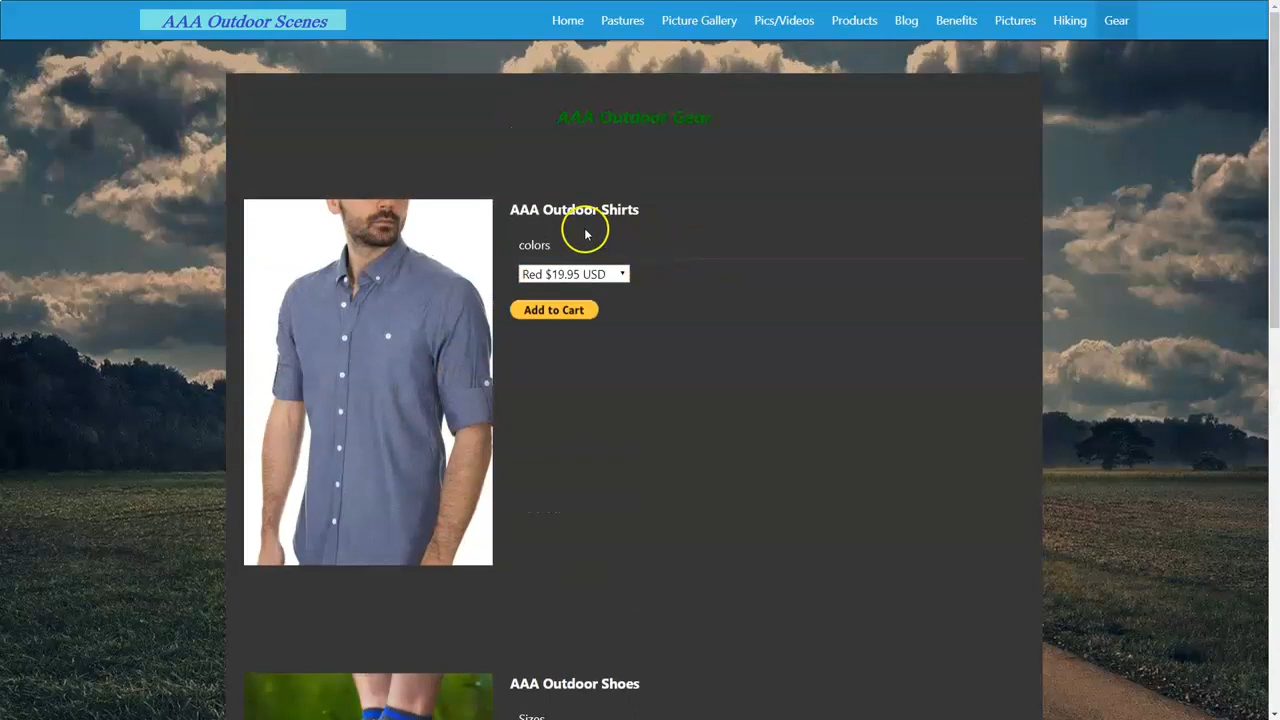 AAA Outdoor Scenes
Home Pastures Picture Gallery Pics/Videos Products Blog Benefits Pictures Hiking Gear
AAA Outdoor Gear
AAA Outdoor Shirts
colors
Red $19.95 USD
Add to Cart
AAA Outdoor Shoes
Sizes